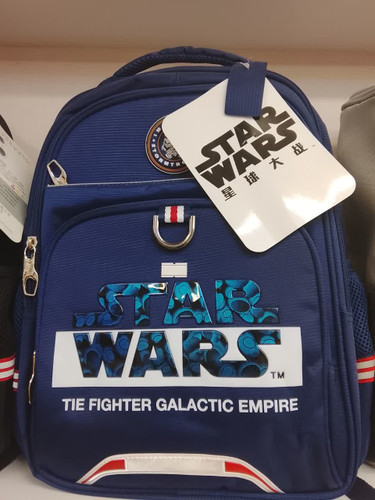 STAR
WARS
星球大战
STAR
WARS
TM
TIE FIGHTER GALACTIC EMPIRE